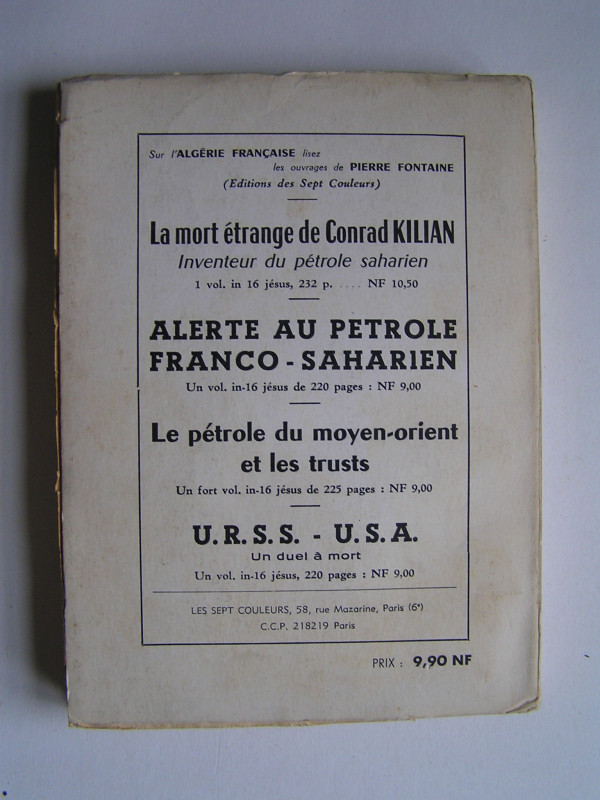 Sur l'ALGÉRIE FRANÇAISE lisez
les ouvrages de PIERRE FONTAINE
(Editions des Sept Couleurs)
La mort étrange de Conrad KILIAN
Inventeur du pétrole saharien
1 vol. in 16 jésus, 232 p. .... NF 10,50
ALERTE AU PETROLE
FRANCO - SAHARIEN
Un vol. in-16 jésus de 220 pages : NF 9,00
Le pétrole du moyen-orient
et les trusts
Un fort vol. in-16 jésus de 225 pages : NF 9,00
U.R.S.S. - U.S.A.
Un duel à mort
Un vol. in-16 jésus, 220 pages : NF 9,00
LES SEPT COULEURS, 58, rue Mazarine, Paris (6e)
C.C.P. 218219 Paris
PRIX : 9,90 NF